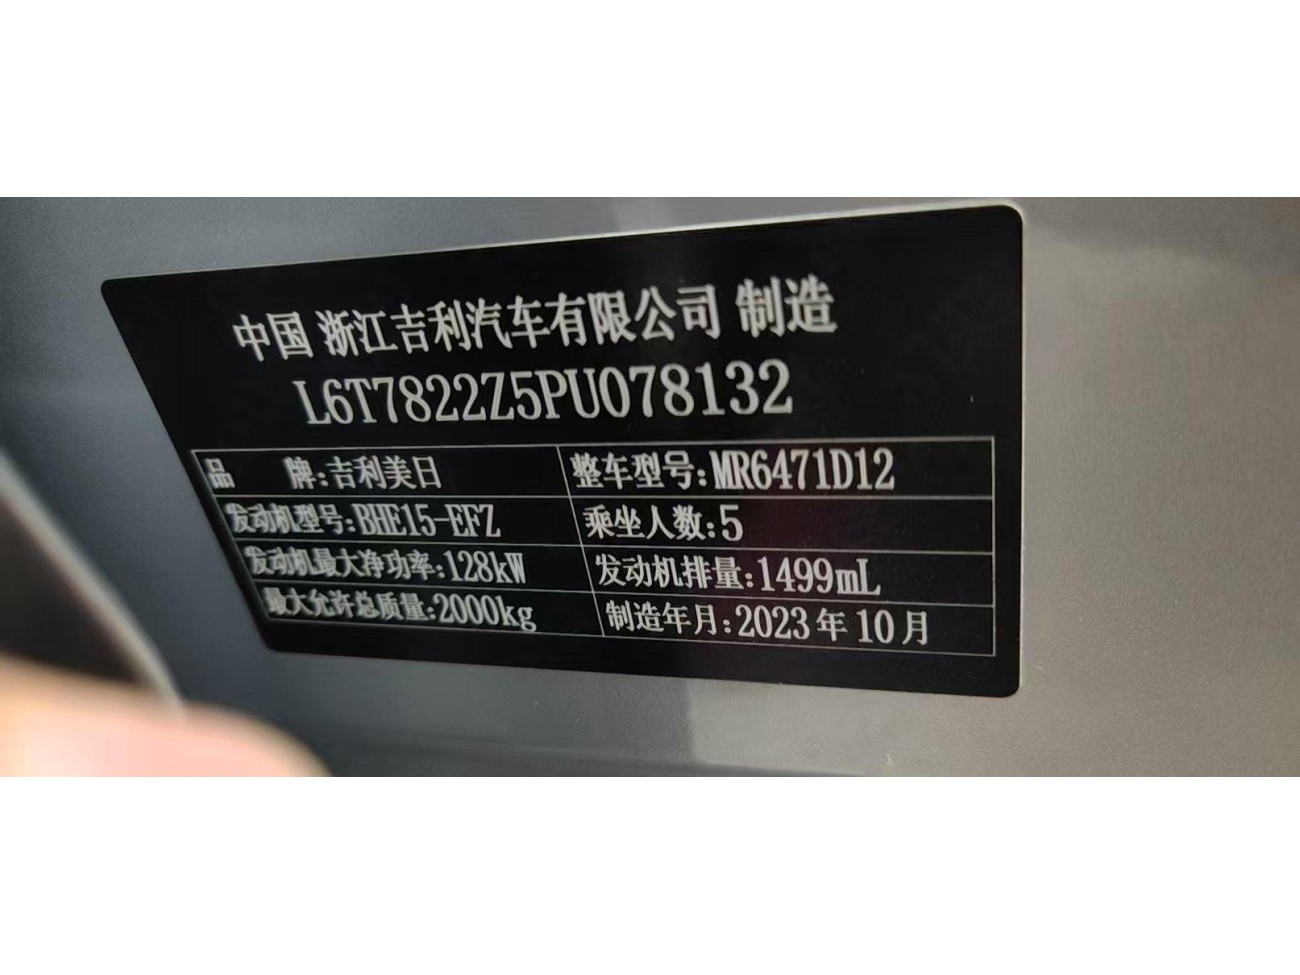 中国 浙江吉利汽车有限公司 制造
L6T7822Z5PU078132
品 牌:吉利美日 整车型号:MR6471D12
发动机型号:BHE15-EFZ 乘坐人数:5
发动机最大净功率:128kW 发动机排量:1499mL
最大允许总质量:2000kg 制造年月:2023年10月